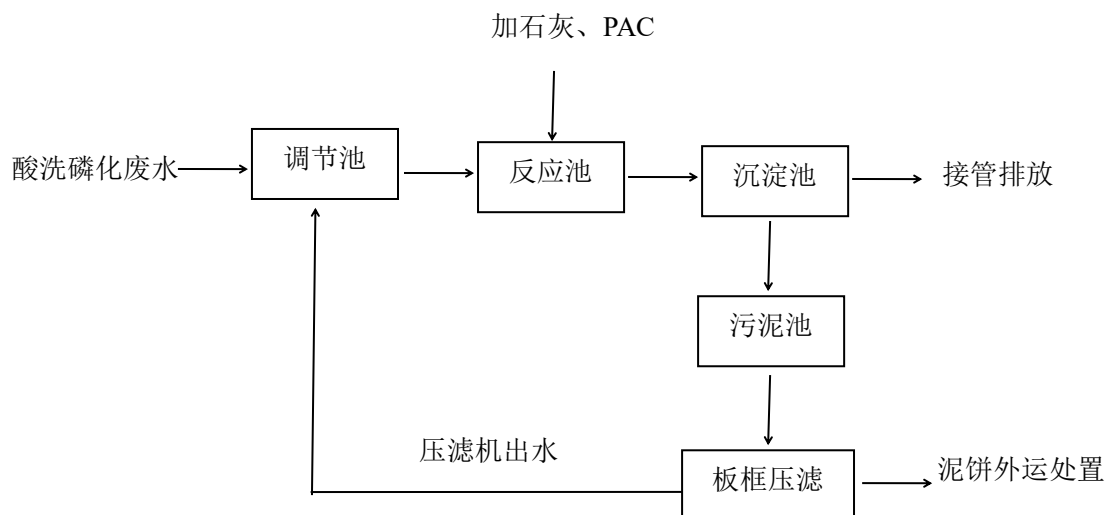 加石灰、PAC
酸洗磷化废水
调节池
反应池
沉淀池
接管排放
污泥池
压滤机出水
板框压滤
泥饼外运处置